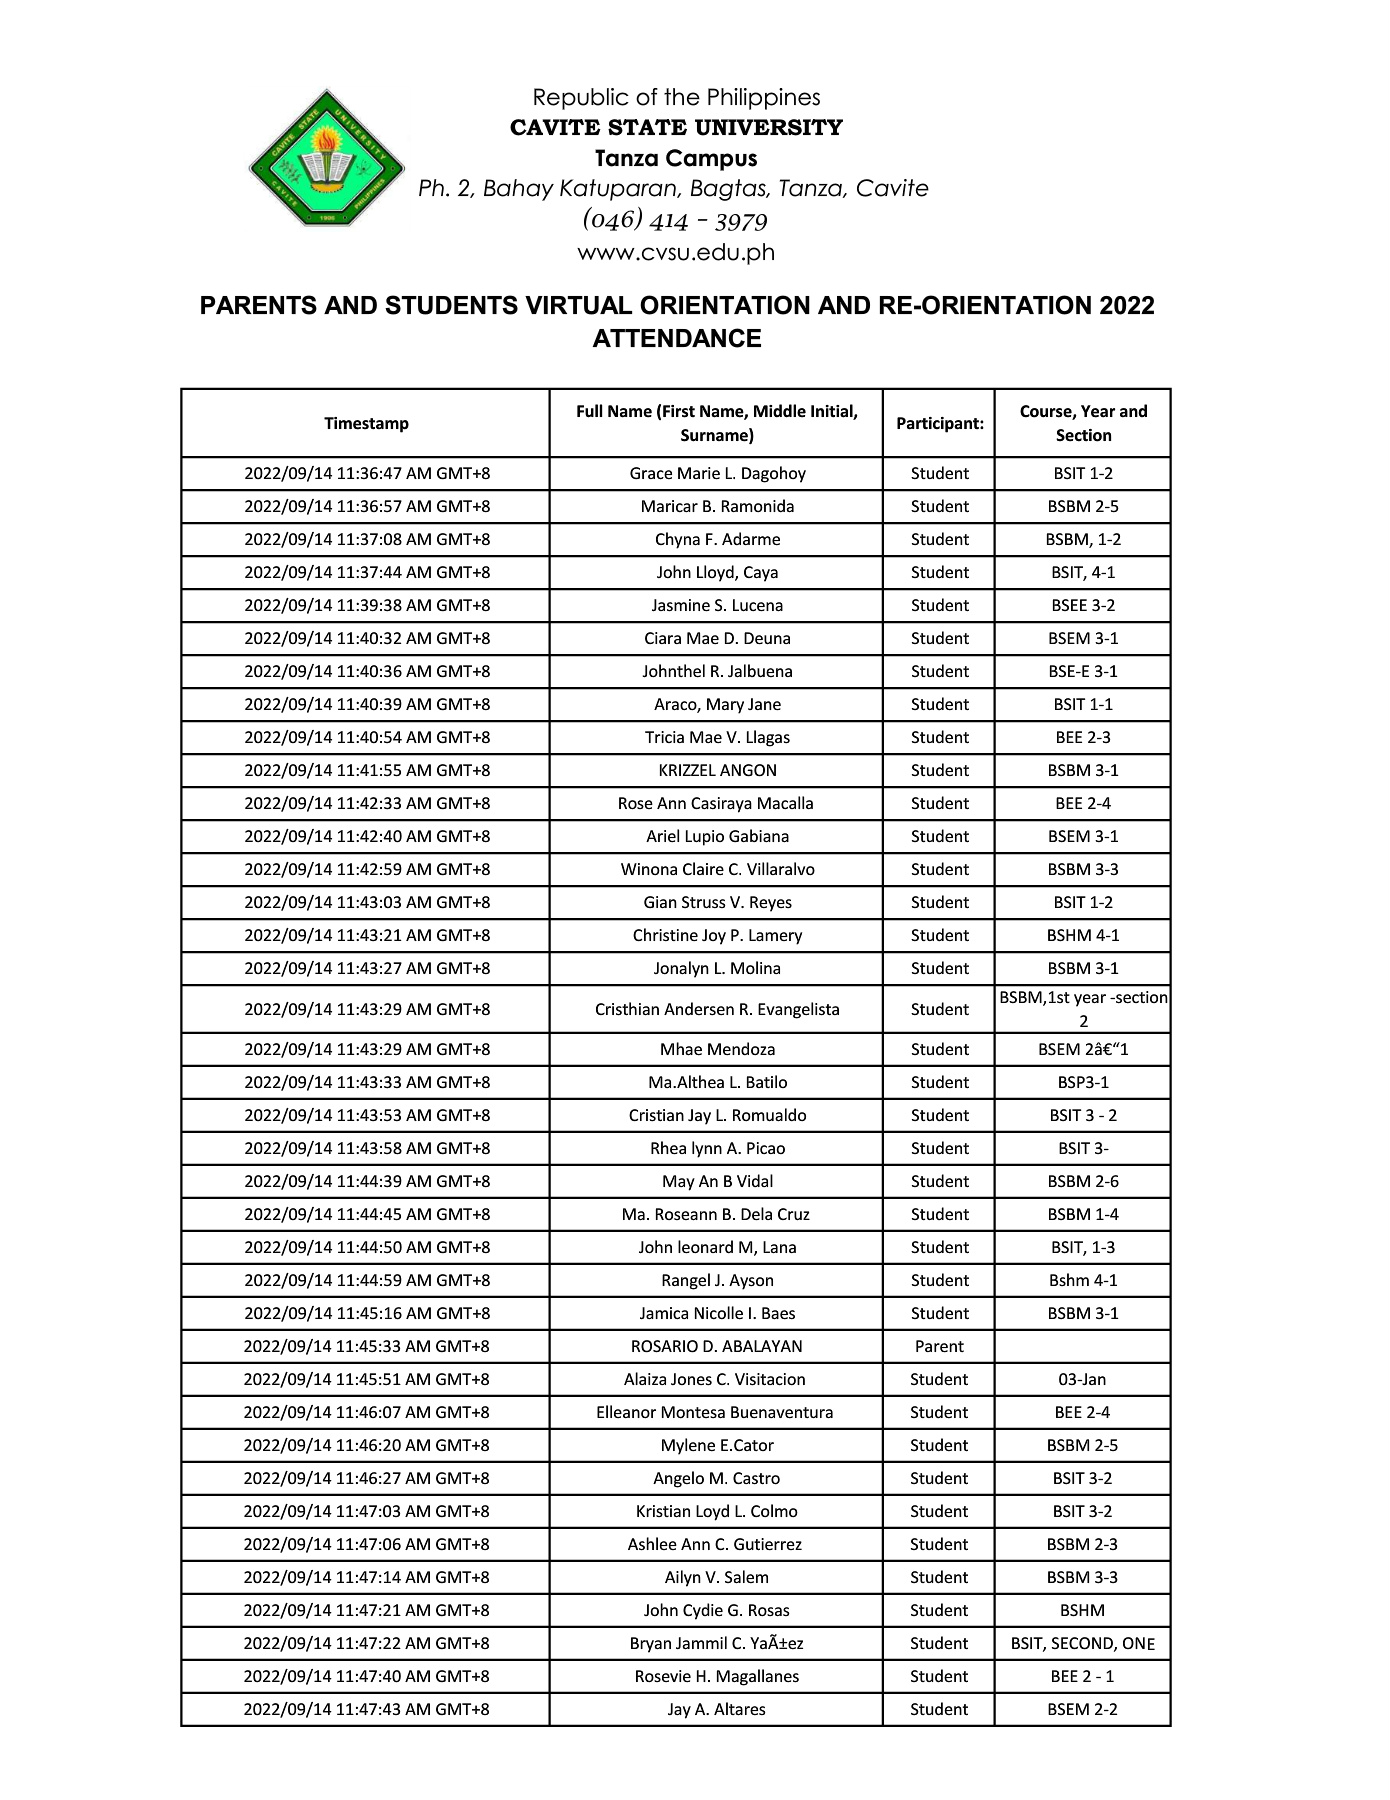 CAVITE STATE UNIVERSITY
CAVITE
PHILIPPINES
1906
Republic of the Philippines
CAVITE STATE UNIVERSITY
Tanza Campus
Ph. 2, Bahay Katuparan, Bagtas, Tanza, Cavite
(046) 414 – 3979
www.cvsu.edu.ph
PARENTS AND STUDENTS VIRTUAL ORIENTATION AND RE-ORIENTATION 2022
ATTENDANCE
Timestamp Full Name (First Name, Middle Initial, Surname) Participant: Course, Year and Section
2022/09/14 11:36:47 AM GMT+8 Grace Marie L. Dagohoy Student BSIT 1-2
2022/09/14 11:36:57 AM GMT+8 Maricar B. Ramonida Student BSBM 2-5
2022/09/14 11:37:08 AM GMT+8 Chyna F. Adarme Student BSBM, 1-2
2022/09/14 11:37:44 AM GMT+8 John Lloyd, Caya Student BSIT, 4-1
2022/09/14 11:39:38 AM GMT+8 Jasmine S. Lucena Student BSEE 3-2
2022/09/14 11:40:32 AM GMT+8 Ciara Mae D. Deuna Student BSEM 3-1
2022/09/14 11:40:36 AM GMT+8 Johnthel R. Jalbuena Student BSE-E 3-1
2022/09/14 11:40:39 AM GMT+8 Araco, Mary Jane Student BSIT 1-1
2022/09/14 11:40:54 AM GMT+8 Tricia Mae V. Llagas Student BEE 2-3
2022/09/14 11:41:55 AM GMT+8 KRIZZEL ANGON Student BSBM 3-1
2022/09/14 11:42:33 AM GMT+8 Rose Ann Casiraya Macalla Student BEE 2-4
2022/09/14 11:42:40 AM GMT+8 Ariel Lupio Gabiana Student BSEM 3-1
2022/09/14 11:42:59 AM GMT+8 Winona Claire C. Villaralvo Student BSBM 3-3
2022/09/14 11:43:03 AM GMT+8 Gian Struss V. Reyes Student BSIT 1-2
2022/09/14 11:43:21 AM GMT+8 Christine Joy P. Lamery Student BSHM 4-1
2022/09/14 11:43:27 AM GMT+8 Jonalyn L. Molina Student BSBM 3-1
2022/09/14 11:43:29 AM GMT+8 Cristhian Andersen R. Evangelista Student BSBM,1st year -section 2
2022/09/14 11:43:29 AM GMT+8 Mhae Mendoza Student BSEM 2â€“1
2022/09/14 11:43:33 AM GMT+8 Ma.Althea L. Batilo Student BSP3-1
2022/09/14 11:43:53 AM GMT+8 Cristian Jay L. Romualdo Student BSIT 3 - 2
2022/09/14 11:43:58 AM GMT+8 Rhea lynn A. Picao Student BSIT 3-
2022/09/14 11:44:39 AM GMT+8 May An B Vidal Student BSBM 2-6
2022/09/14 11:44:45 AM GMT+8 Ma. Roseann B. Dela Cruz Student BSBM 1-4
2022/09/14 11:44:50 AM GMT+8 John leonard M, Lana Student BSIT, 1-3
2022/09/14 11:44:59 AM GMT+8 Rangel J. Ayson Student Bshm 4-1
2022/09/14 11:45:16 AM GMT+8 Jamica Nicolle I. Baes Student BSBM 3-1
2022/09/14 11:45:33 AM GMT+8 ROSARIO D. ABALAYAN Parent
2022/09/14 11:45:51 AM GMT+8 Alaiza Jones C. Visitacion Student 03-Jan
2022/09/14 11:46:07 AM GMT+8 Elleanor Montesa Buenaventura Student BEE 2-4
2022/09/14 11:46:20 AM GMT+8 Mylene E.Cator Student BSBM 2-5
2022/09/14 11:46:27 AM GMT+8 Angelo M. Castro Student BSIT 3-2
2022/09/14 11:47:03 AM GMT+8 Kristian Loyd L. Colmo Student BSIT 3-2
2022/09/14 11:47:06 AM GMT+8 Ashlee Ann C. Gutierrez Student BSBM 2-3
2022/09/14 11:47:14 AM GMT+8 Ailyn V. Salem Student BSBM 3-3
2022/09/14 11:47:21 AM GMT+8 John Cydie G. Rosas Student BSHM
2022/09/14 11:47:22 AM GMT+8 Bryan Jammil C. YaÃ±ez Student BSIT, SECOND, ONE
2022/09/14 11:47:40 AM GMT+8 Rosevie H. Magallanes Student BEE 2 - 1
2022/09/14 11:47:43 AM GMT+8 Jay A. Altares Student BSEM 2-2